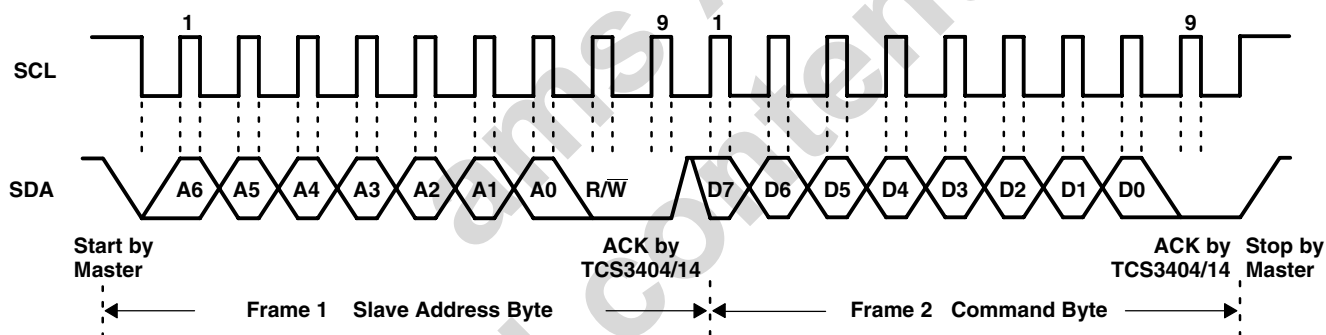 1 9 1 9
SCL
SDA A6 A5 A4 A3 A2 A1 A0 R/W̅ D7 D6 D5 D4 D3 D2 D1 D0
Start by
Master
ACK by
TCS3404/14
ACK by
TCS3404/14
Stop by
Master
Frame 1 Slave Address Byte
Frame 2 Command Byte
ams